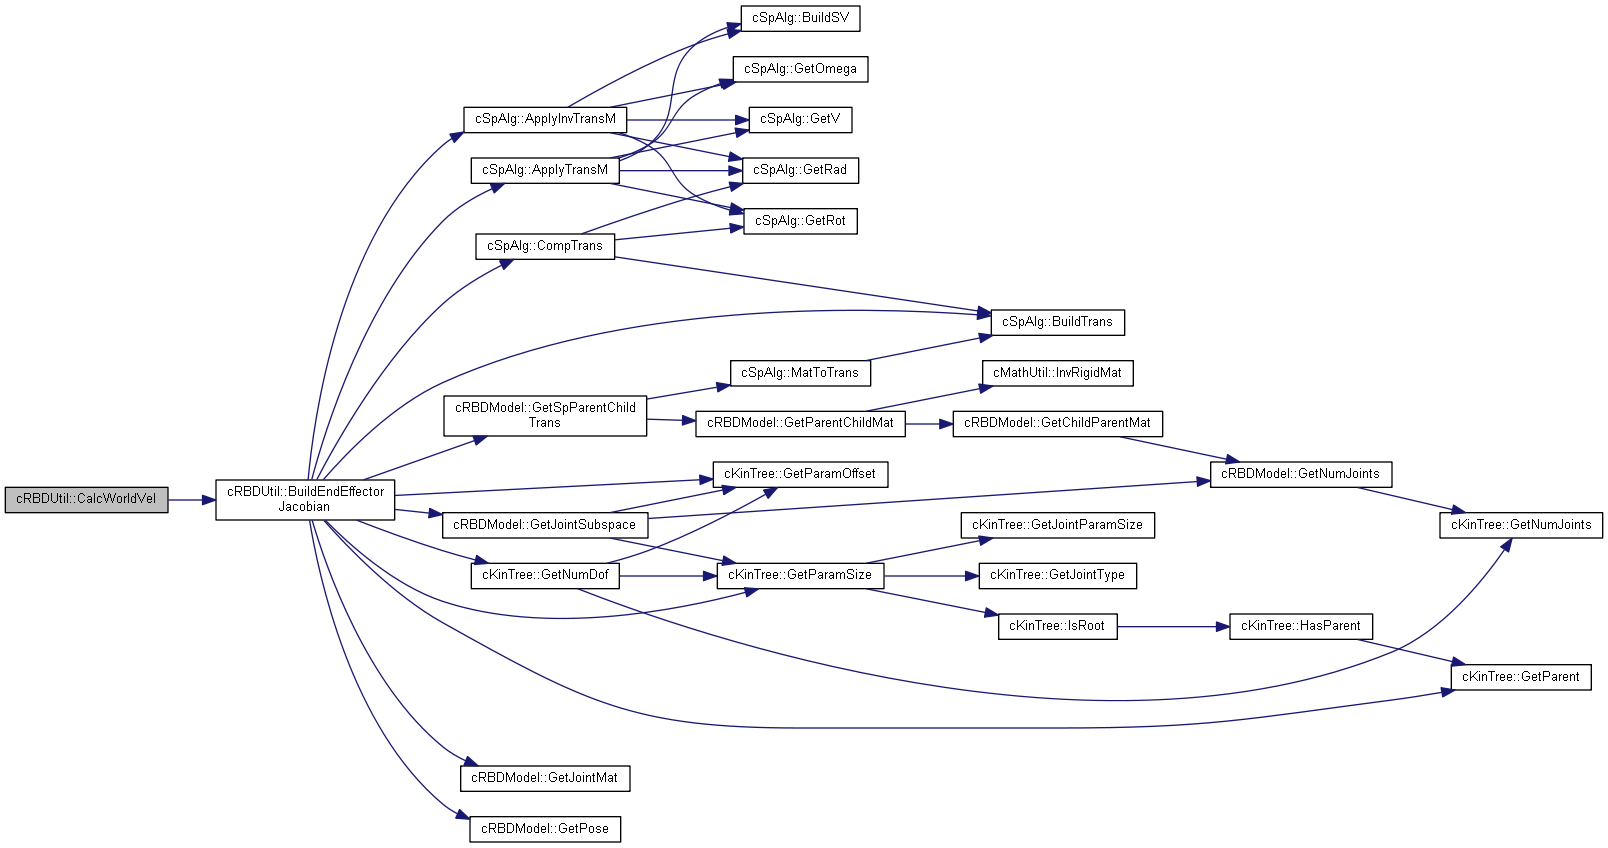 cSpAlg::BuildSV
cSpAlg::GetOmega
cSpAlg::ApplyInvTransM
cSpAlg::GetV
cSpAlg::ApplyTransM
cSpAlg::GetRad
cSpAlg::GetRot
cSpAlg::CompTrans
cSpAlg::BuildTrans
cSpAlg::MatToTrans
cMathUtil::InvRigidMat
cRBDModel::GetSpParentChild
Trans
cRBDModel::GetParentChildMat
cRBDModel::GetChildParentMat
cKinTree::GetParamOffset
cRBDModel::GetNumJoints
cRBDUtil::CalcWorldVel
cRBDUtil::BuildEndEffector
Jacobian
cRBDModel::GetJointSubspace
cKinTree::GetJointParamSize
cKinTree::GetNumJoints
cKinTree::GetNumDof
cKinTree::GetParamSize
cKinTree::GetJointType
cKinTree::IsRoot
cKinTree::HasParent
cKinTree::GetParent
cRBDModel::GetJointMat
cRBDModel::GetPose